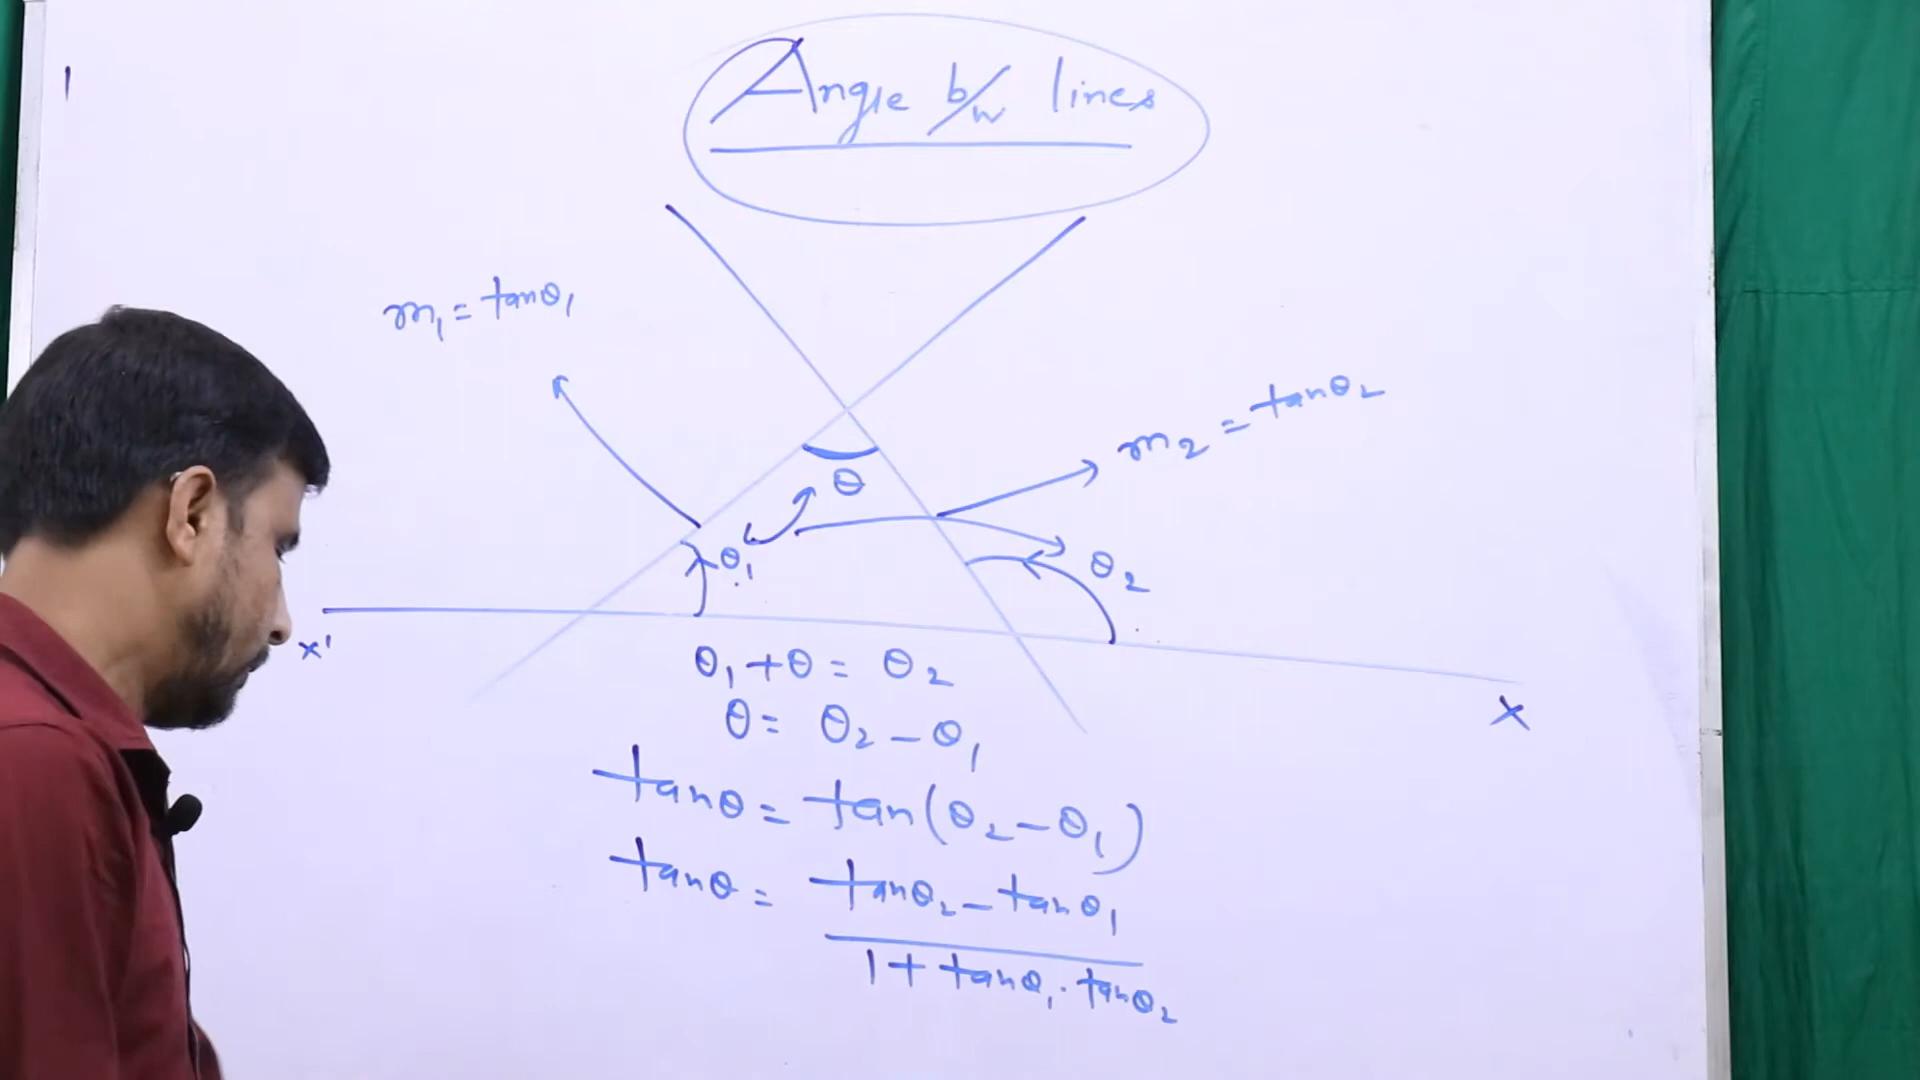 Angle b/w lines
m₁ = tanθ₁
m₂ = tanθ₂
θ
θ₁
θ₂
x'
x
θ₁ + θ = θ₂
θ = θ₂ - θ₁
tanθ = tan(θ₂ - θ₁)
tanθ = tanθ₂ - tanθ₁
1 + tanθ₁ . tanθ₂